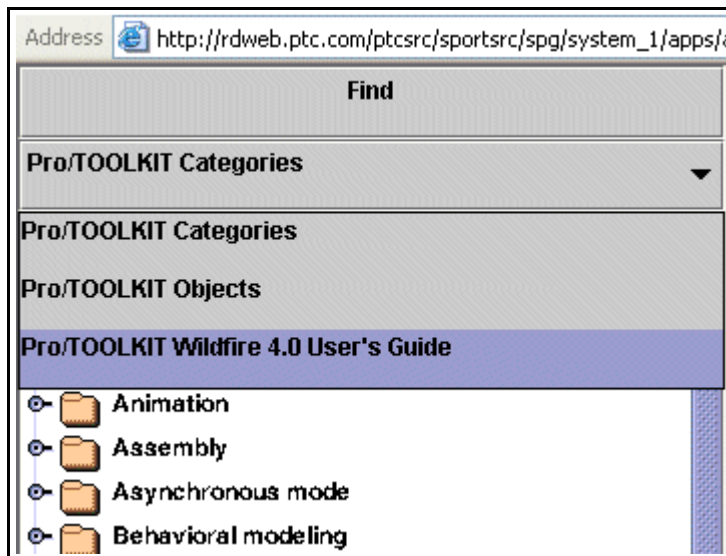 Address http://rdweb.ptc.com/ptcsrc/sportsrc/spg/system_1/apps/
Find
Pro/TOOLKIT Categories
Pro/TOOLKIT Categories
Pro/TOOLKIT Objects
Pro/TOOLKIT Wildfire 4.0 User's Guide
Animation
Assembly
Asynchronous mode
Behavioral modeling